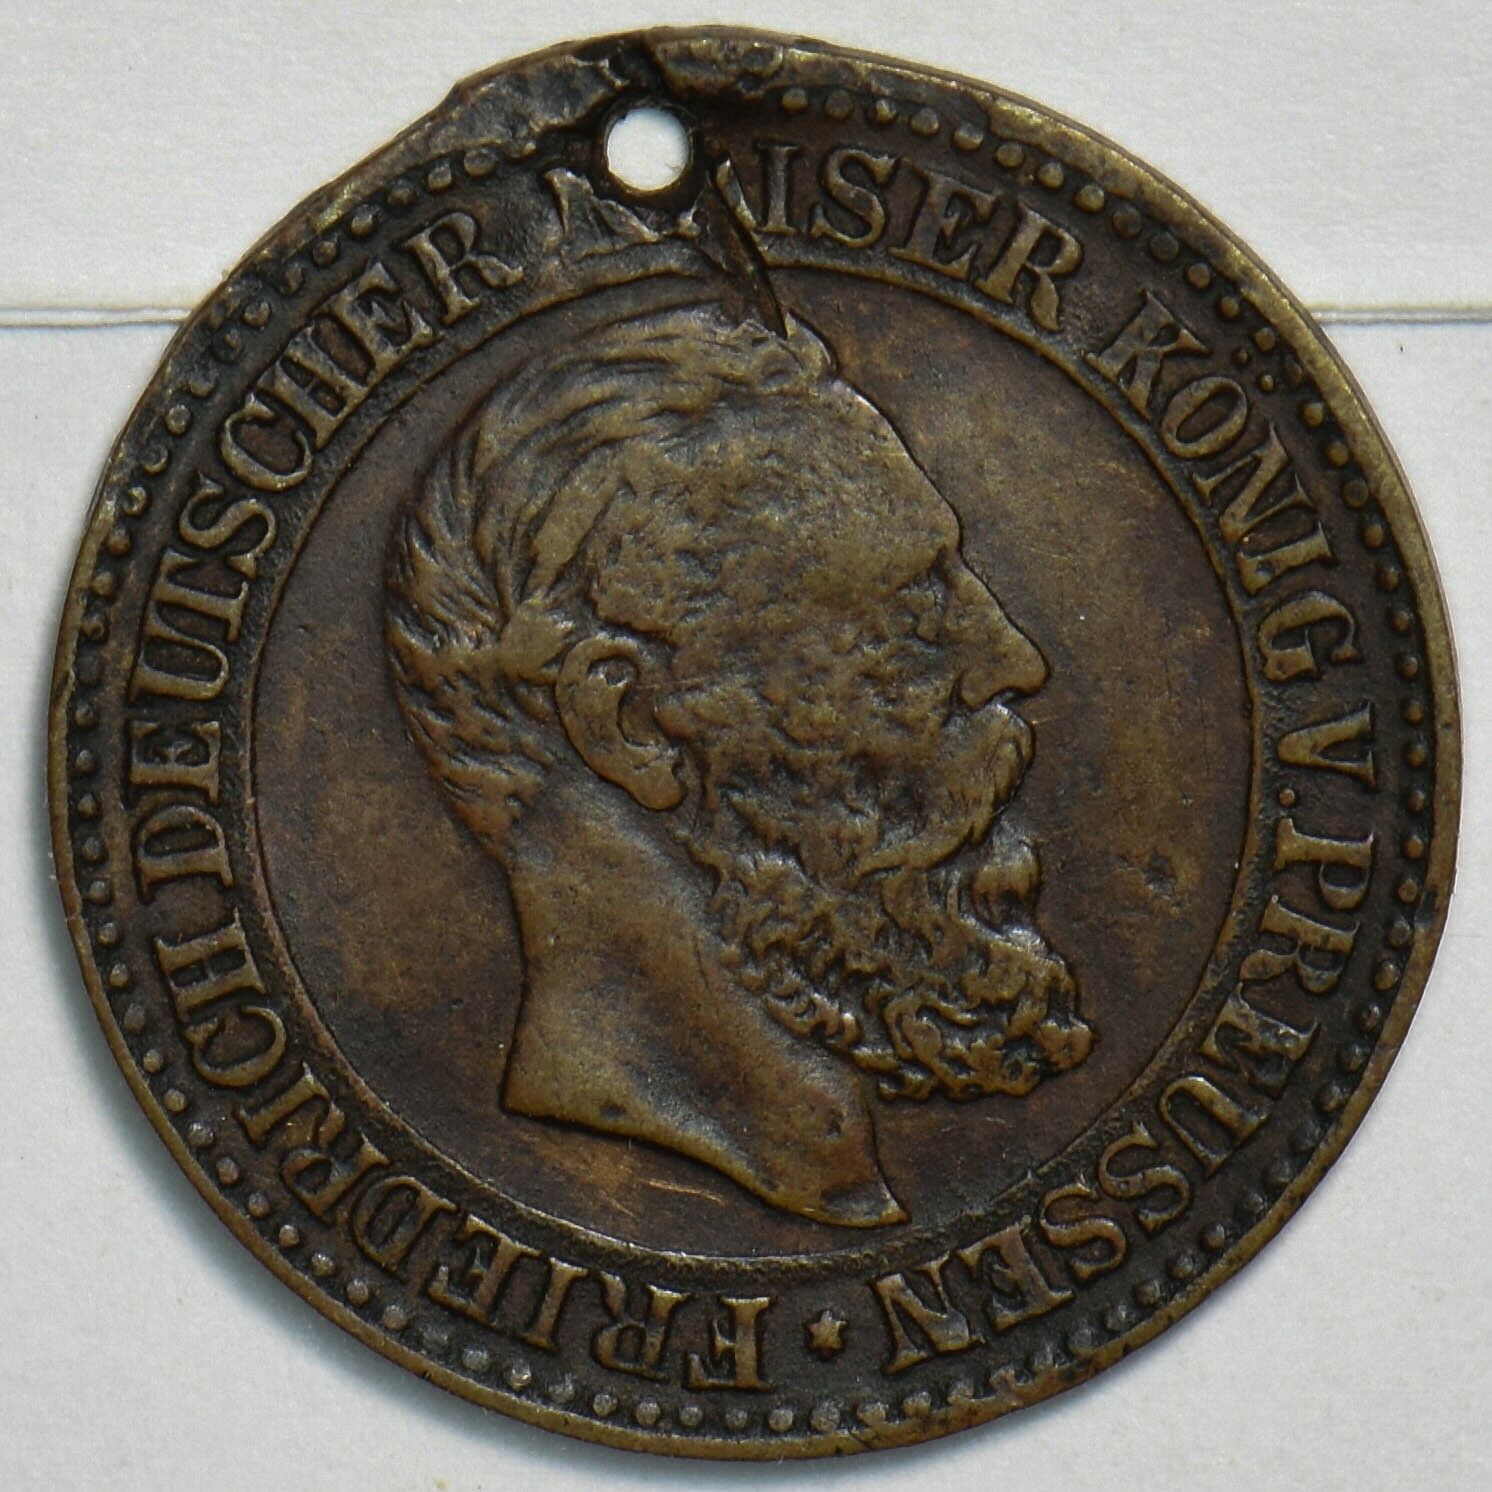 FRIEDRICH DEUTSCHER KAISER KÖNIG V. PREUSSEN